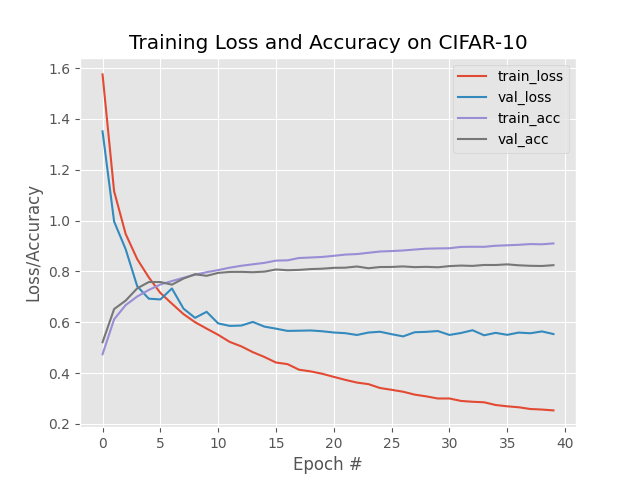 Training Loss and Accuracy on CIFAR-10
train_loss
val_loss
train_acc
val_acc
1.6
1.4
1.2
1.0
0.8
0.6
0.4
0.2
Loss/Accuracy
0 5 10 15 20 25 30 35 40
Epoch #